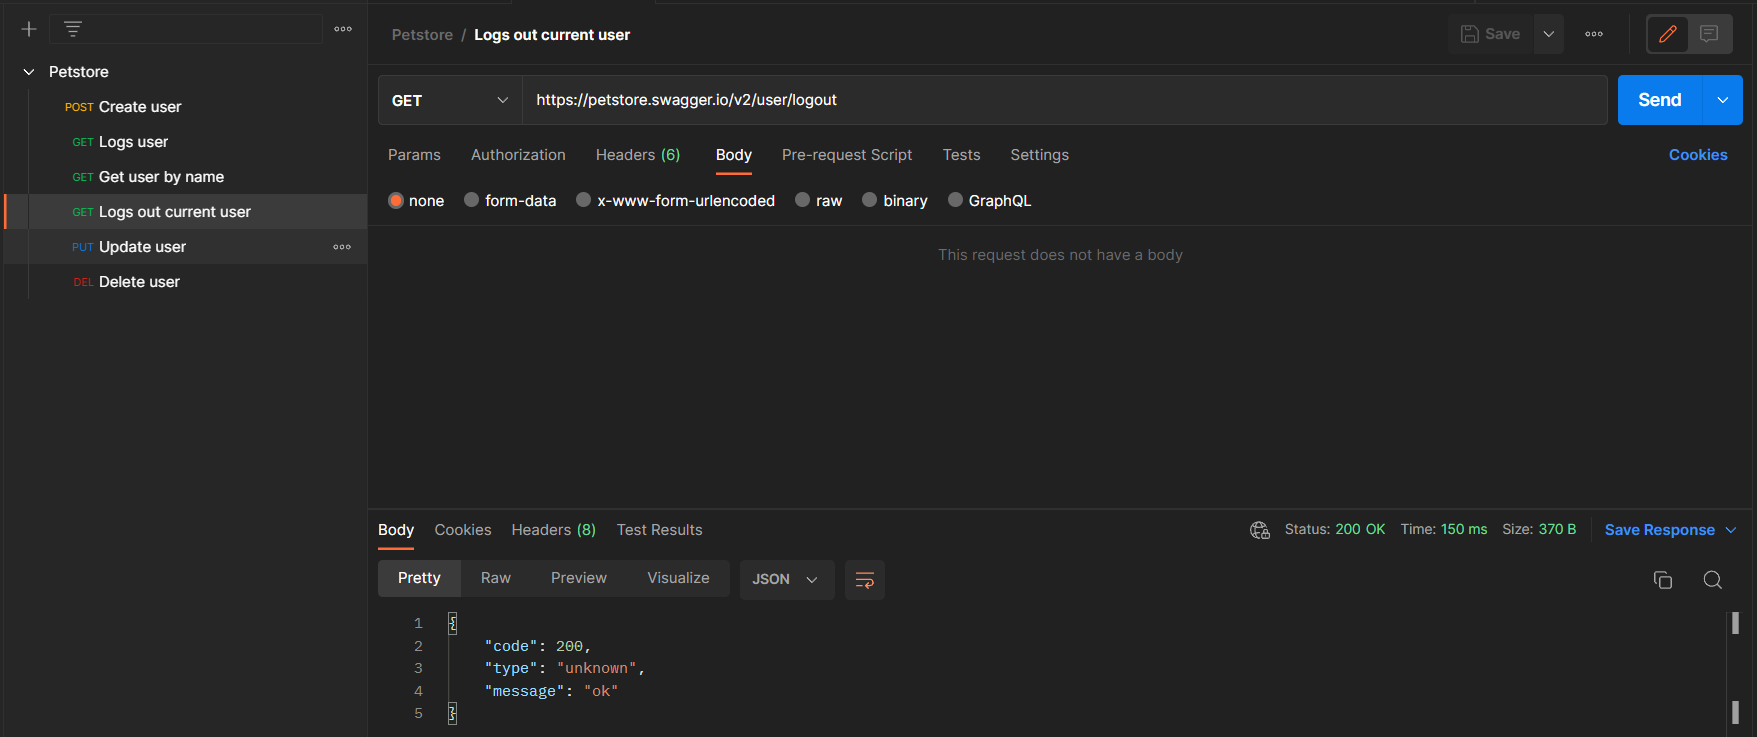 Petstore
POST Create user
GET Logs user
GET Get user by name
GET Logs out current user
PUT Update user
DEL Delete user
Petstore / Logs out current user
Save
GET https://petstore.swagger.io/v2/user/logout
Send
Params Authorization Headers (6) Body Pre-request Script Tests Settings Cookies
none form-data x-www-form-urlencoded raw binary GraphQL
This request does not have a body
Body Cookies Headers (8) Test Results Status: 200 OK Time: 150 ms Size: 370 B Save Response
Pretty Raw Preview Visualize JSON
1 {
2 "code": 200,
3 "type": "unknown",
4 "message": "ok"
5 }